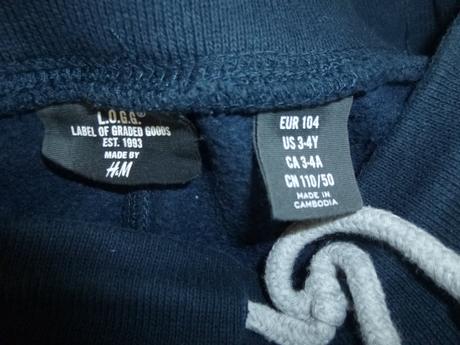 L.O.G.G.®
LABEL OF GRADED GOODS
EST. 1993
MADE BY
H&M
EUR 104
US 3-4Y
CA 3-4A
CN 110/50
MADE IN
CAMBODIA